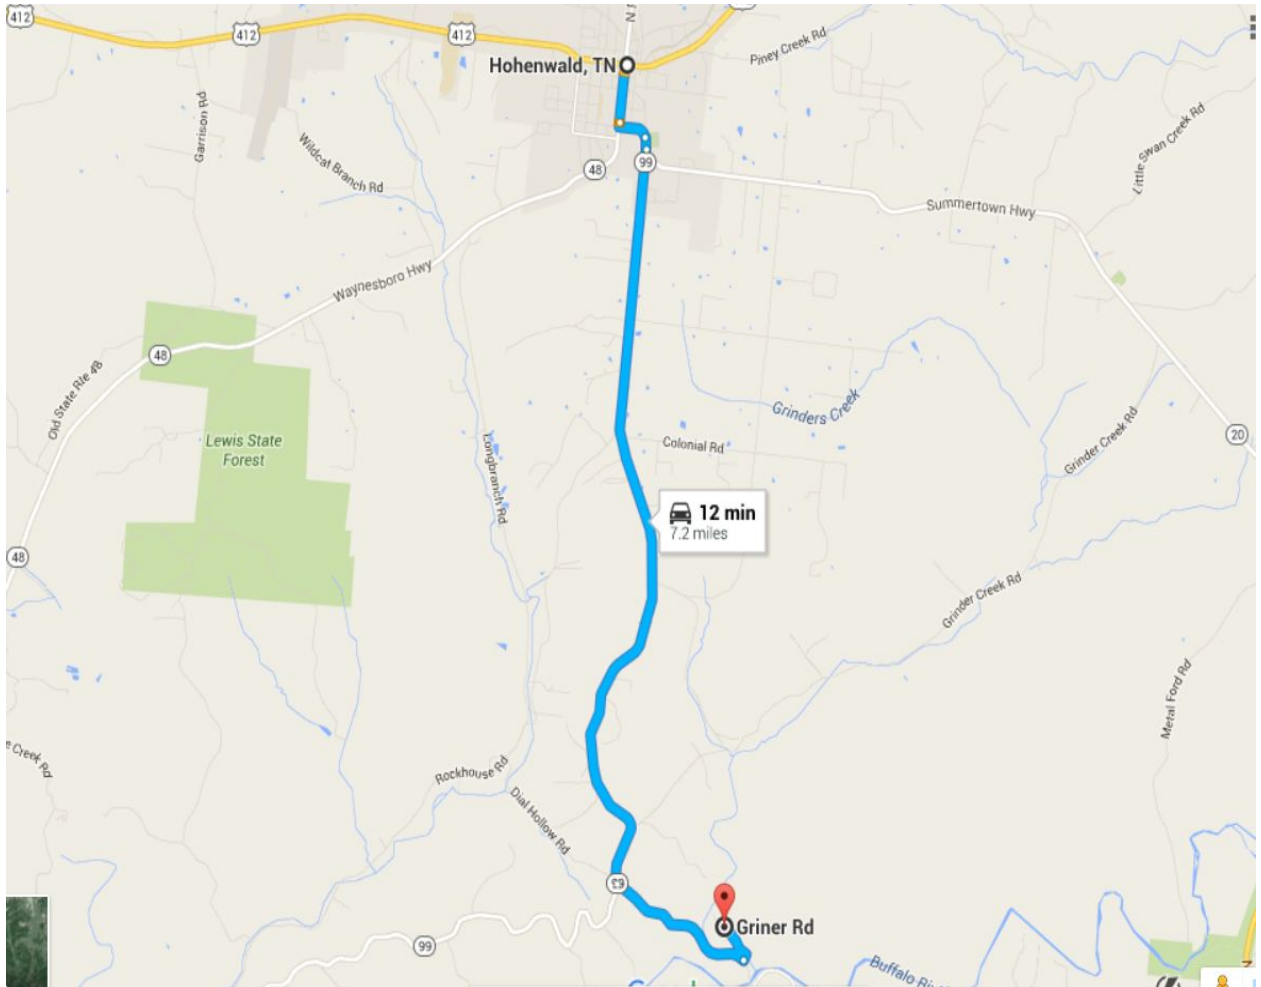 412
412
412
N
Hohenwald, TN
Piney Creek Rd
Garrison Rd
Wildcat Branch Rd
48
99
Little Swan Creek Rd
Summertown Hwy
Waynesboro Hwy
48
Old State Rte 48
Grinders Creek
Lewis State
Forest
Longbranch Rd
Colonial Rd
Grinder Creek Rd
20
12 min
7.2 miles
48
Grinder Creek Rd
Metal Ford Rd
e Creek Rd
Rockhouse Rd
Dial Hollow Rd
Griner Rd
99
Buffalo